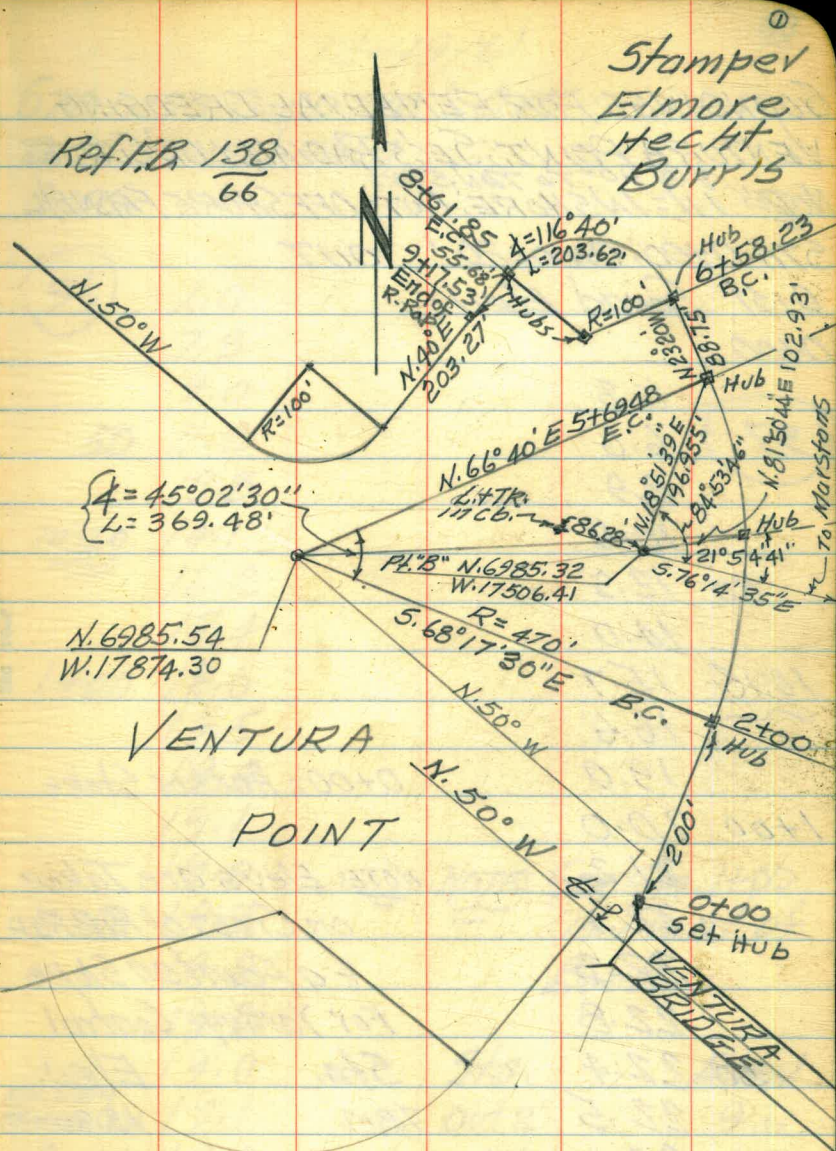 1
Stamper
Elmore
Hecht
Burris
Ref. F.B. 138
66
N
8+61.85
E.C.
55.68'
9+17.53'
End of
R-Rap
Δ=116°40'
L=203.62'
Hubs
R=100'
Hub
6+58.23
B.C.
N.50°W
R=100'
N.40°E
203.27'
N23°20'W
88.75'
Hub
N.66°40'E 5+69.48
E.C.
N.18°51'39"E
196.955'
84°53'46"
N.81°50'44"E 102.93'
Hub
To Marstons
Δ=45°02'30"
L=369.48'
L.+TK.
in cb.
86.28'
Pt."B" N.6985.32
W.17506.41
21°54'41"
S.76°14'35"E
N.6985.54
W.17874.30
R=470'
S.68°17'30"E
B.C.
2+00
Hub
N.50°W
VENTURA
POINT
N.50°W
200'
0+00
Set Hub
VENTURA
BRIDGE